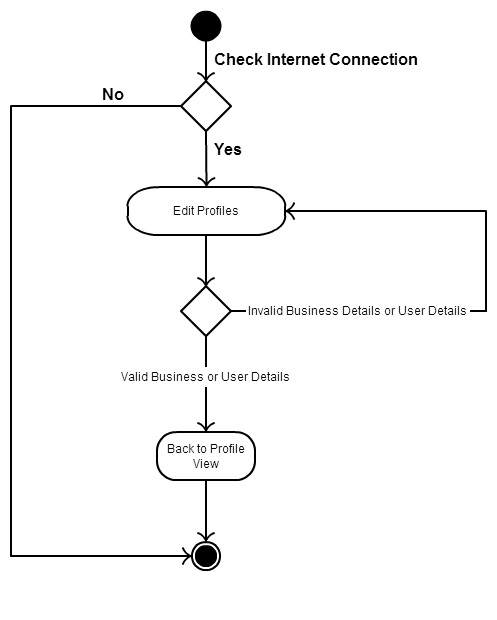 Check Internet Connection
No
Yes
Edit Profiles
Invalid Business Details or User Details
Valid Business or User Details
Back to Profile
View